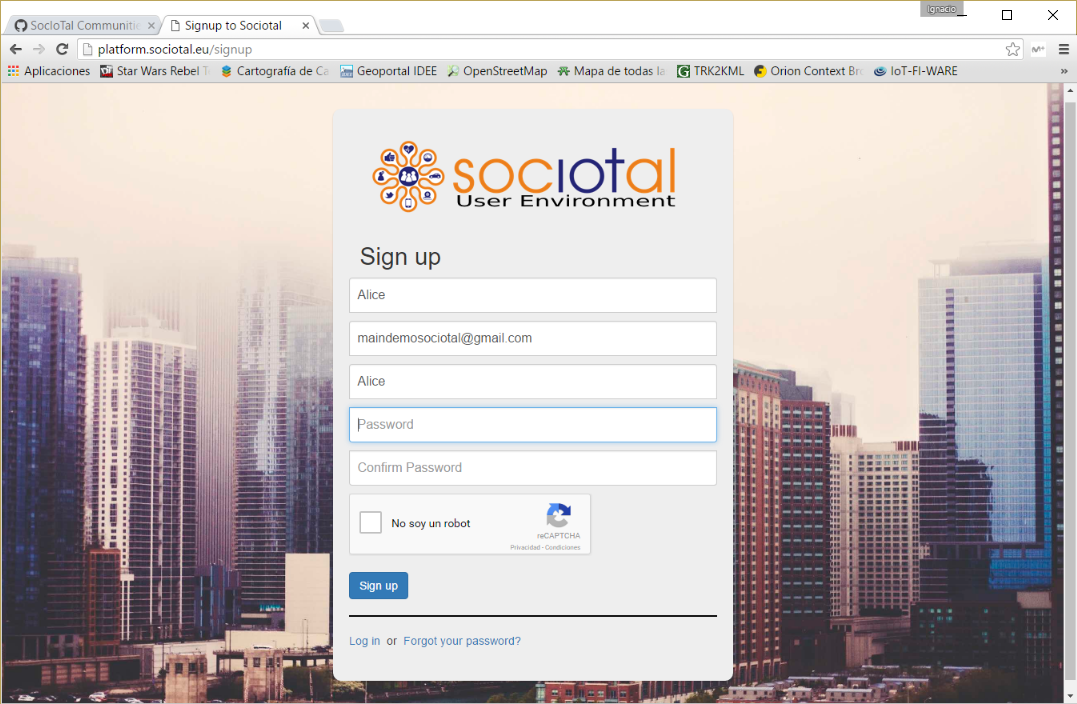 Ignacio
SocIoTal Communitie
Signup to Sociotal
platform.sociotal.eu/signup
Aplicaciones Star Wars Rebel T Cartografía de Ca Geoportal IDEE OpenStreetMap Mapa de todas la TRK2KML Orion Context Bro IoT-FI-WARE »
sociotal
User Environment
Sign up
Alice
maindemosociotal@gmail.com
Alice
Password
Confirm Password
No soy un robot
reCAPTCHA
Privacidad - Condiciones
Sign up
Log in or Forgot your password?